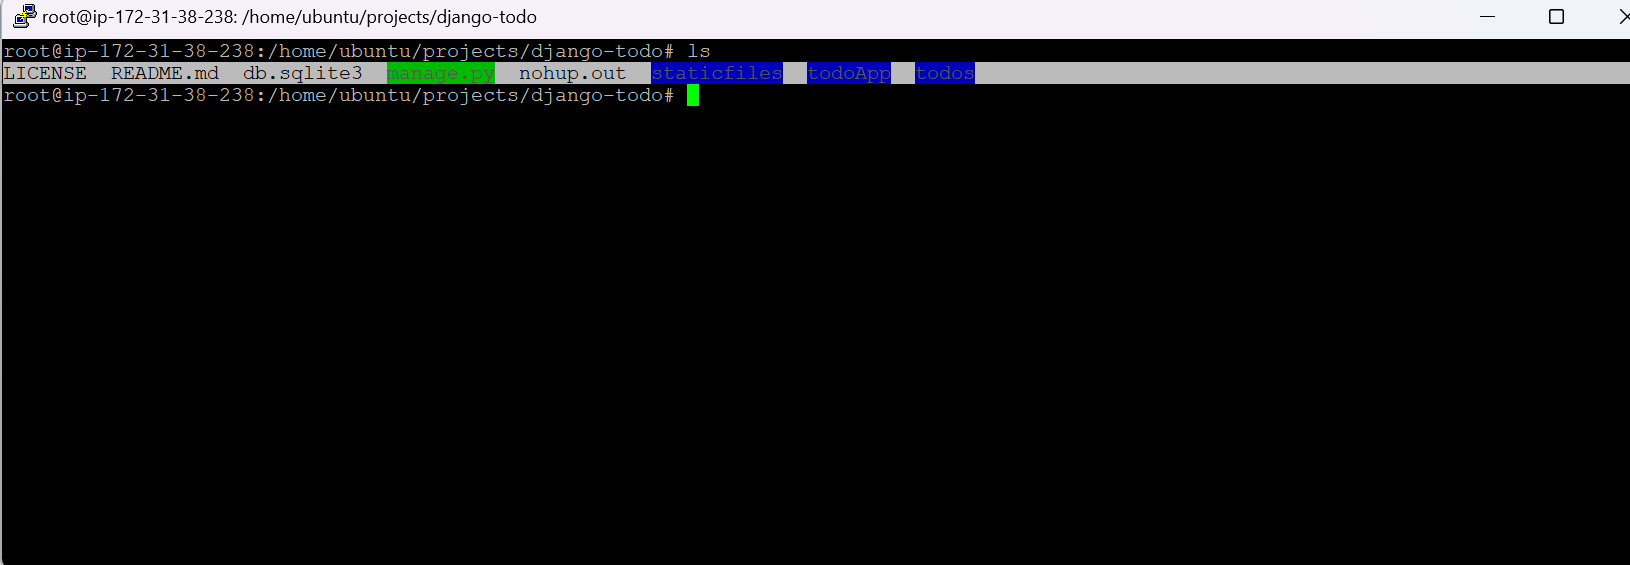 root@ip-172-31-38-238: /home/ubuntu/projects/django-todo
root@ip-172-31-38-238:/home/ubuntu/projects/django-todo# ls
LICENSE  README.md  db.sqlite3  manage.py  nohup.out  staticfiles  todoApp  todos
root@ip-172-31-38-238:/home/ubuntu/projects/django-todo#